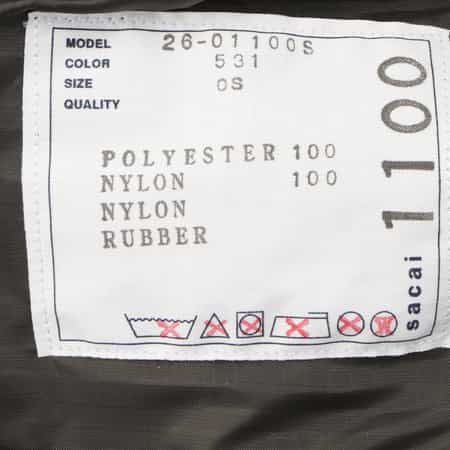 MODEL 26-01100S
COLOR 531
SIZE OS
QUALITY
POLYESTER 100
NYLON 100
NYLON
RUBBER
sacai 1100